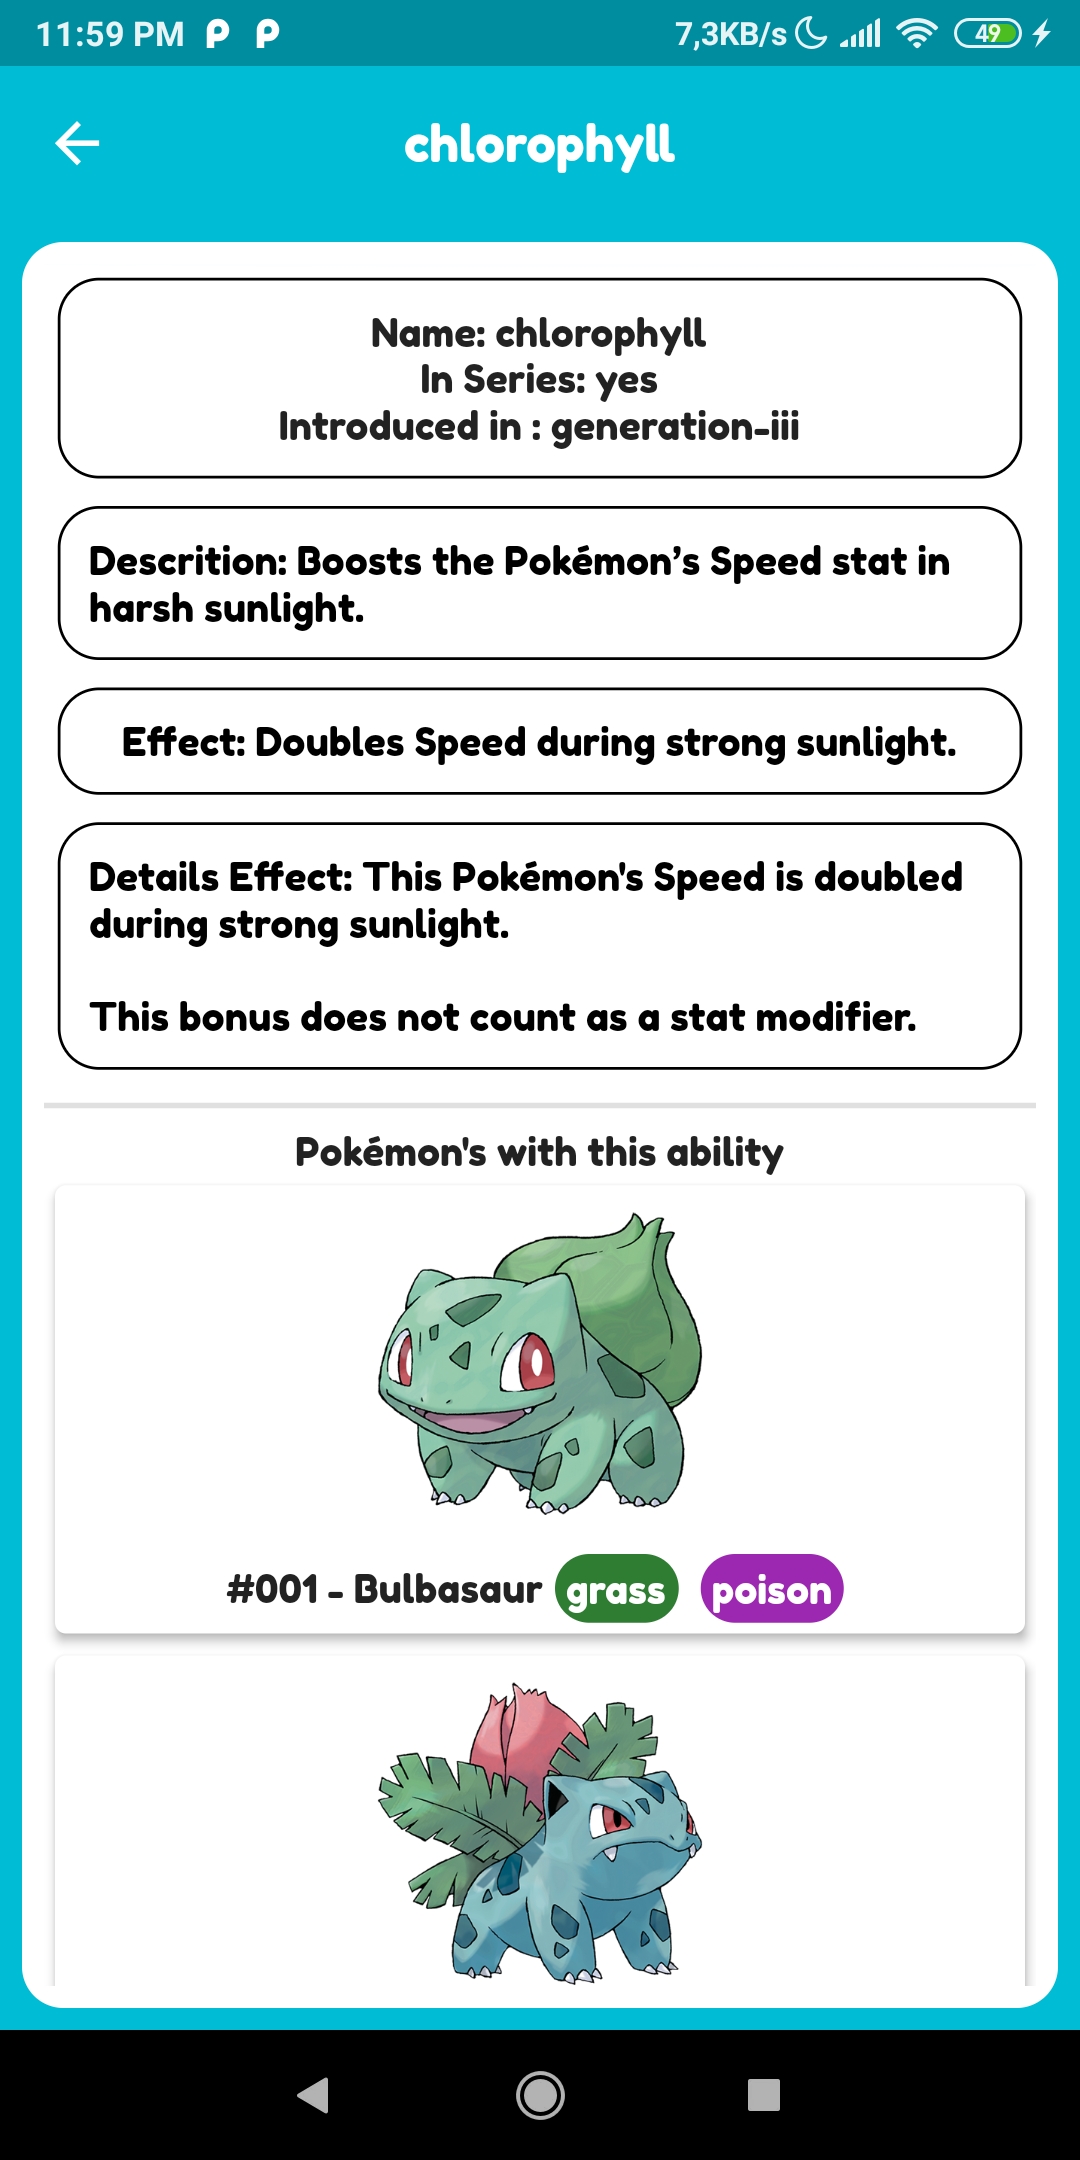 11:59 PM P P 7,3KB/s 49
chlorophyll
Name: chlorophyll
In Series: yes
Introduced in : generation-iii
Descrition: Boosts the Pokémon’s Speed stat in
harsh sunlight.
Effect: Doubles Speed during strong sunlight.
Details Effect: This Pokémon's Speed is doubled
during strong sunlight.
This bonus does not count as a stat modifier.
Pokémon's with this ability
#001 - Bulbasaur grass poison